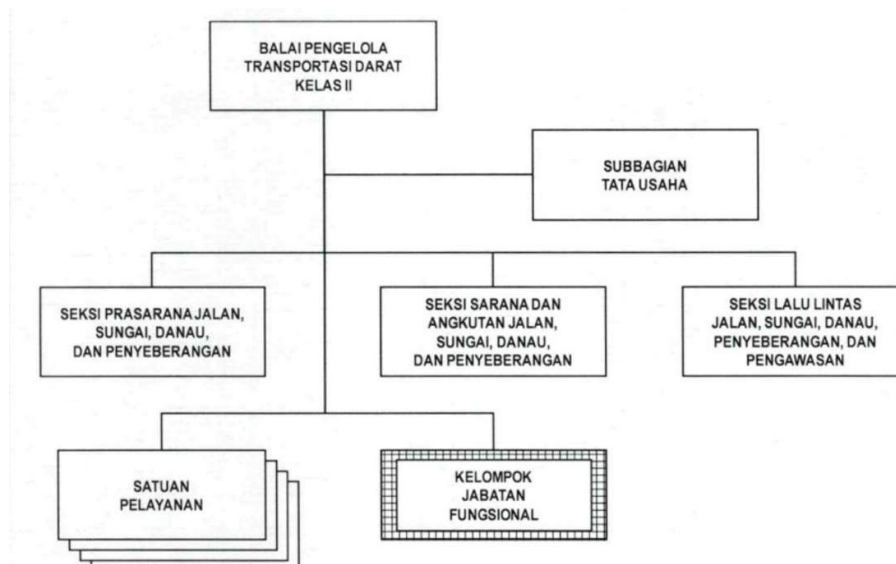 BALAI PENGELOLA
TRANSPORTASI DARAT
KELAS II
SUBBAGIAN
TATA USAHA
SEKSI PRASARANA JALAN,
SUNGAI, DANAU,
DAN PENYEBERANGAN
SEKSI SARANA DAN
ANGKUTAN JALAN,
SUNGAI, DANAU,
DAN PENYEBERANGAN
SEKSI LALU LINTAS
JALAN, SUNGAI, DANAU,
PENYEBERANGAN, DAN
PENGAWASAN
SATUAN
PELAYANAN
KELOMPOK
JABATAN
FUNGSIONAL